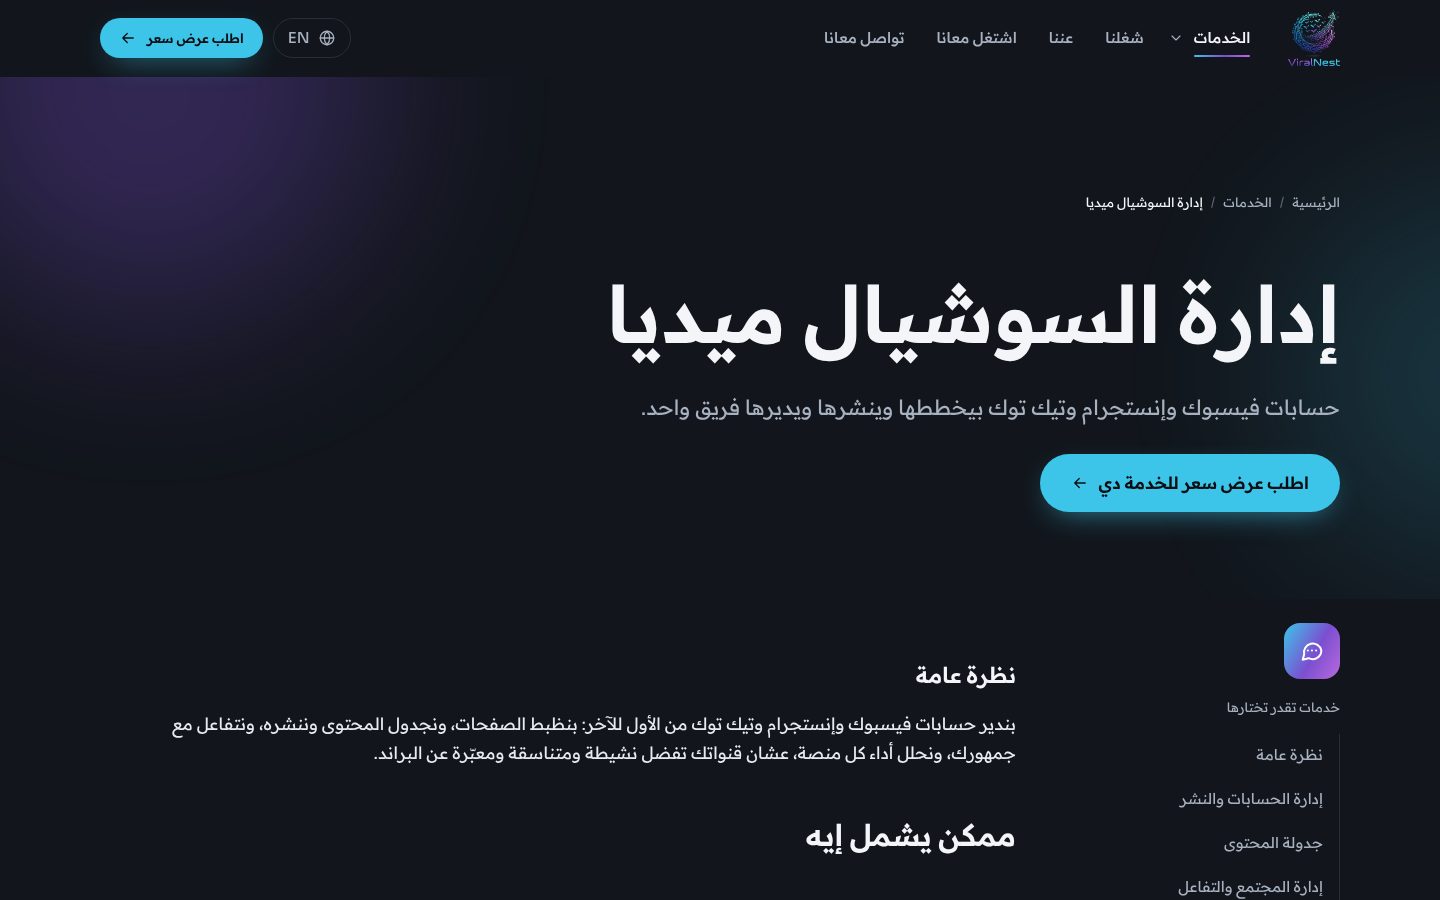 ViralNest
الخدمات
شغلنا
عننا
اشتغل معانا
تواصل معانا
EN
اطلب عرض سعر
الرئيسية / الخدمات / إدارة السوشيال ميديا
إدارة السوشيال ميديا
حسابات فيسبوك وإنستجرام وتيك توك بيخططها وينشرها ويديرها فريق واحد.
اطلب عرض سعر للخدمة دي
خدمات تقدر تختارها
نظرة عامة
إدارة الحسابات والنشر
جدولة المحتوى
إدارة المجتمع والتفاعل
نظرة عامة
بندير حسابات فيسبوك وإنستجرام وتيك توك من الأول للآخر: بنظبط الصفحات، ونجدول المحتوى وننشره، ونتفاعل مع
جمهورك، ونحلل أداء كل منصة، عشان قنواتك تفضل نشيطة ومتناسقة ومعبّرة عن البراند.
ممكن يشمل إيه